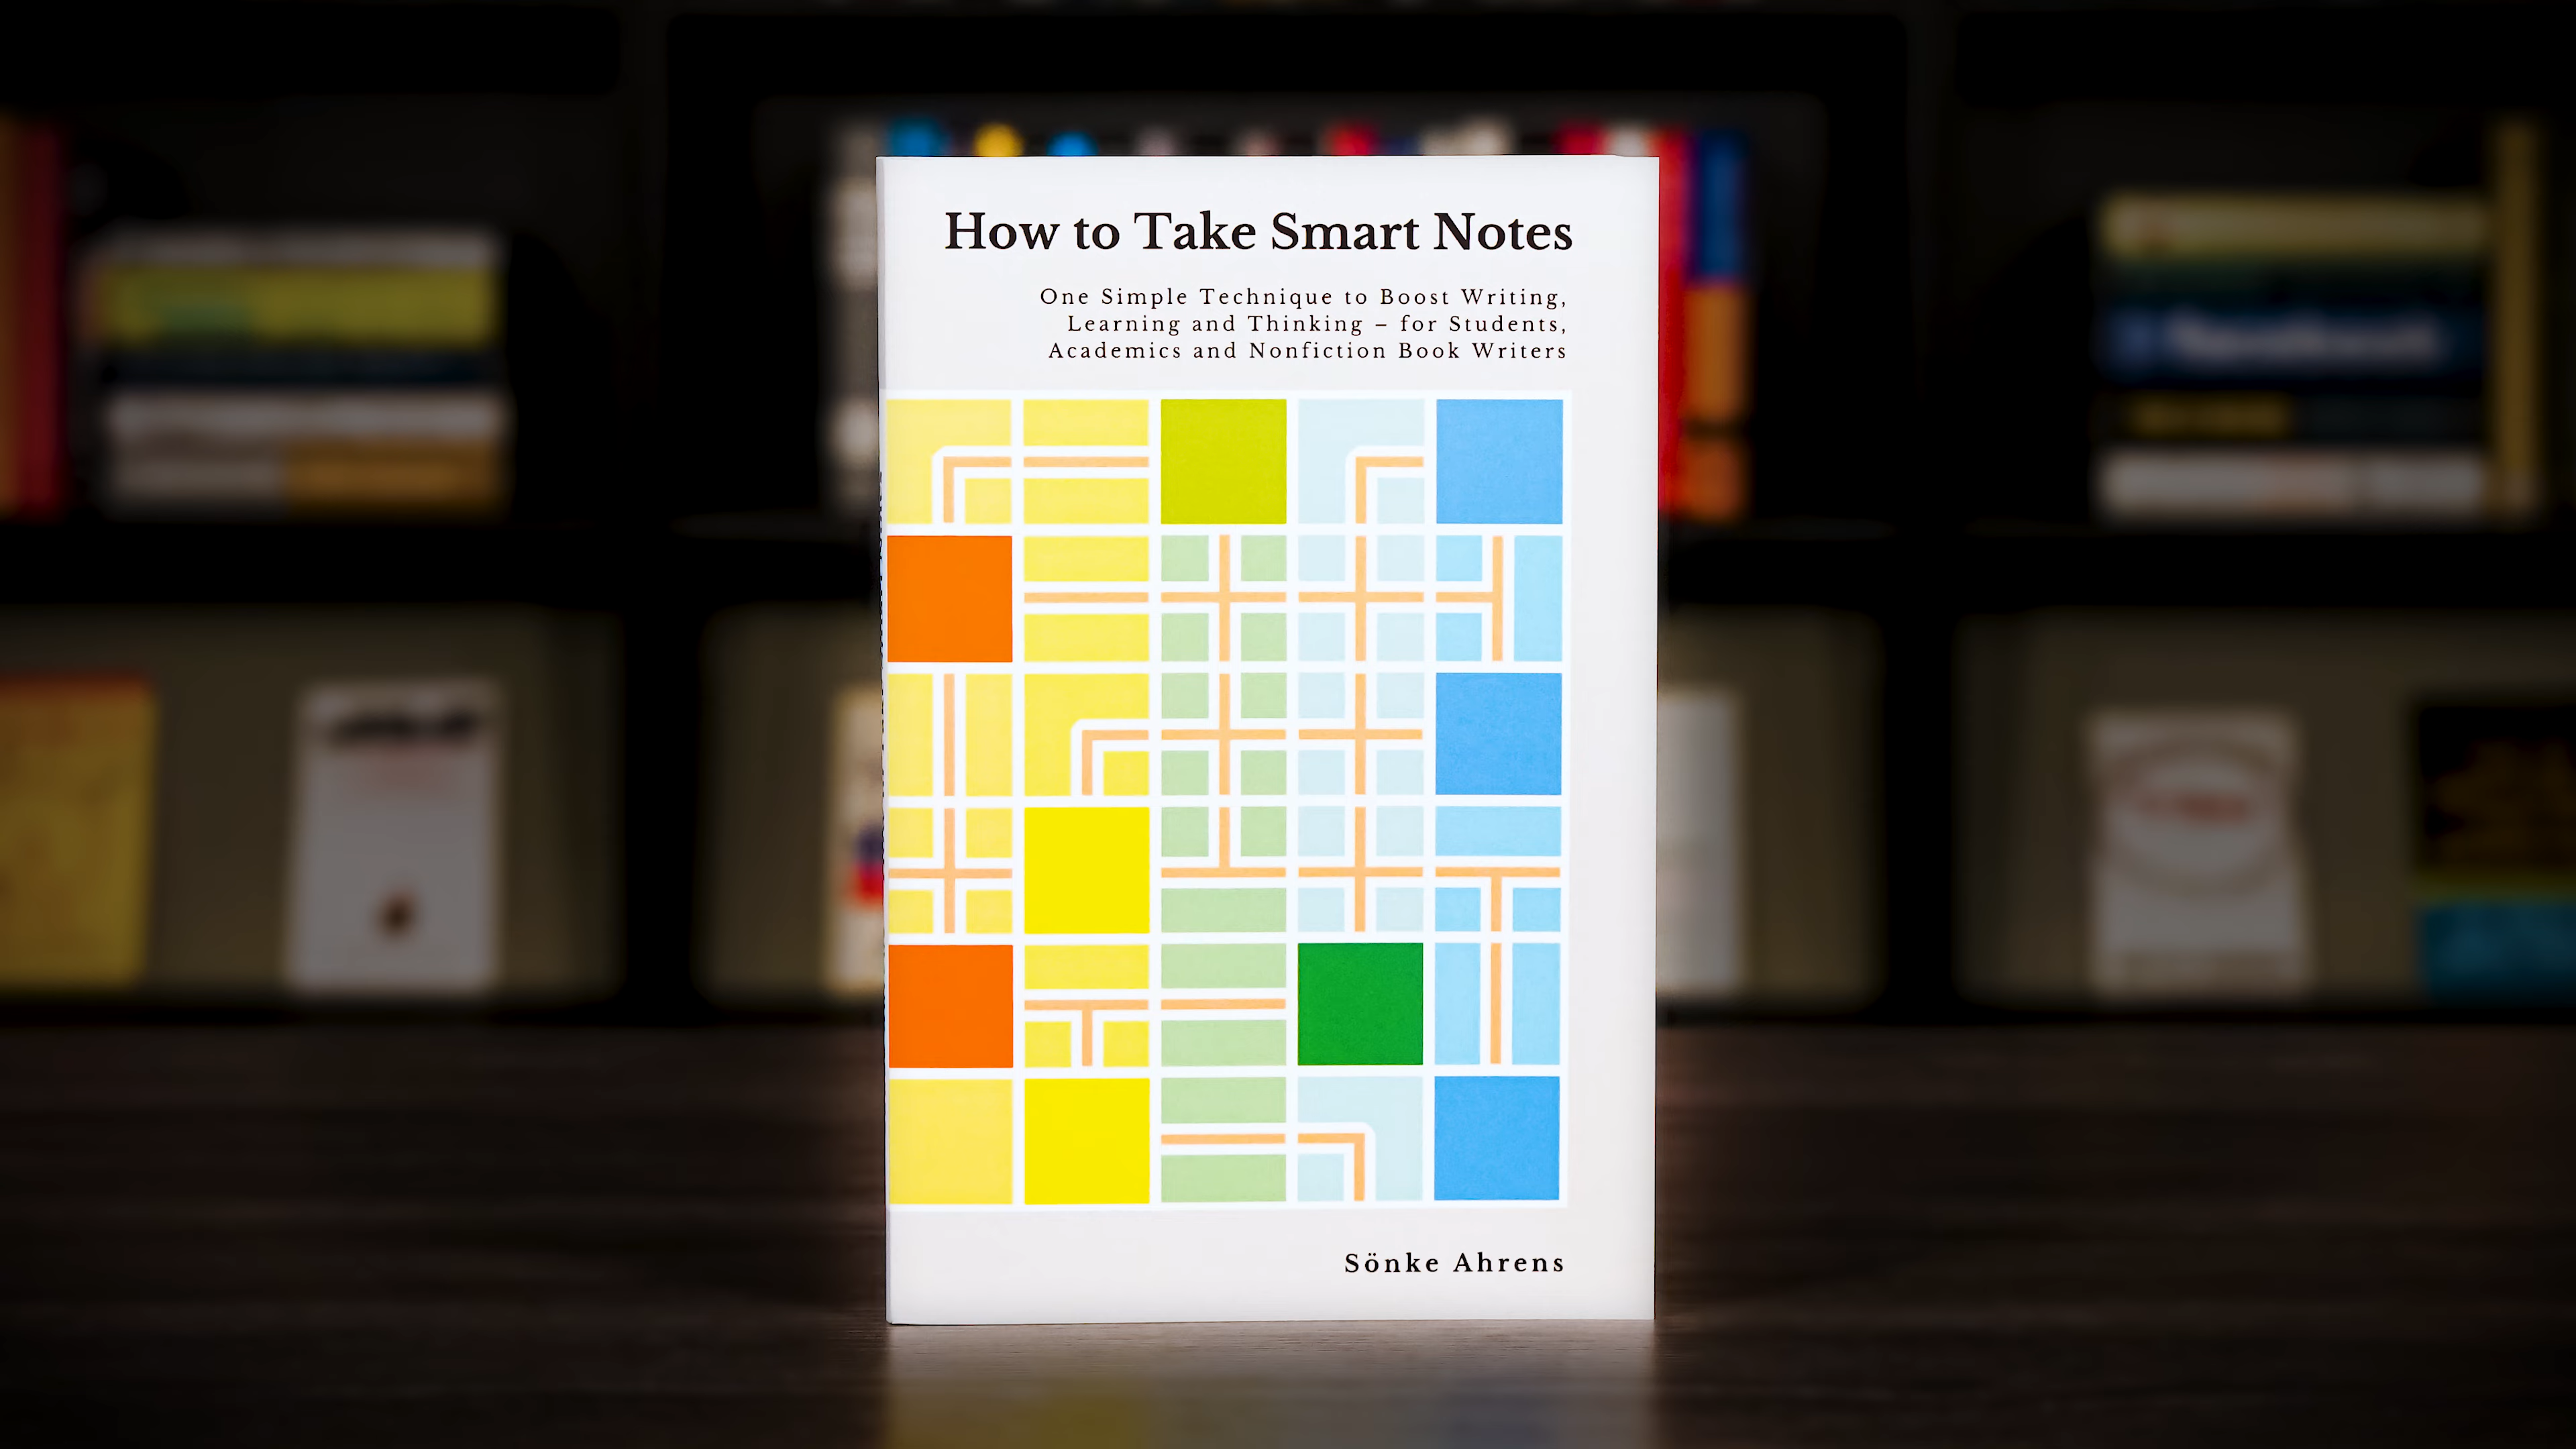 How to Take Smart Notes
One Simple Technique to Boost Writing,
Learning and Thinking – for Students,
Academics and Nonfiction Book Writers
Sönke Ahrens